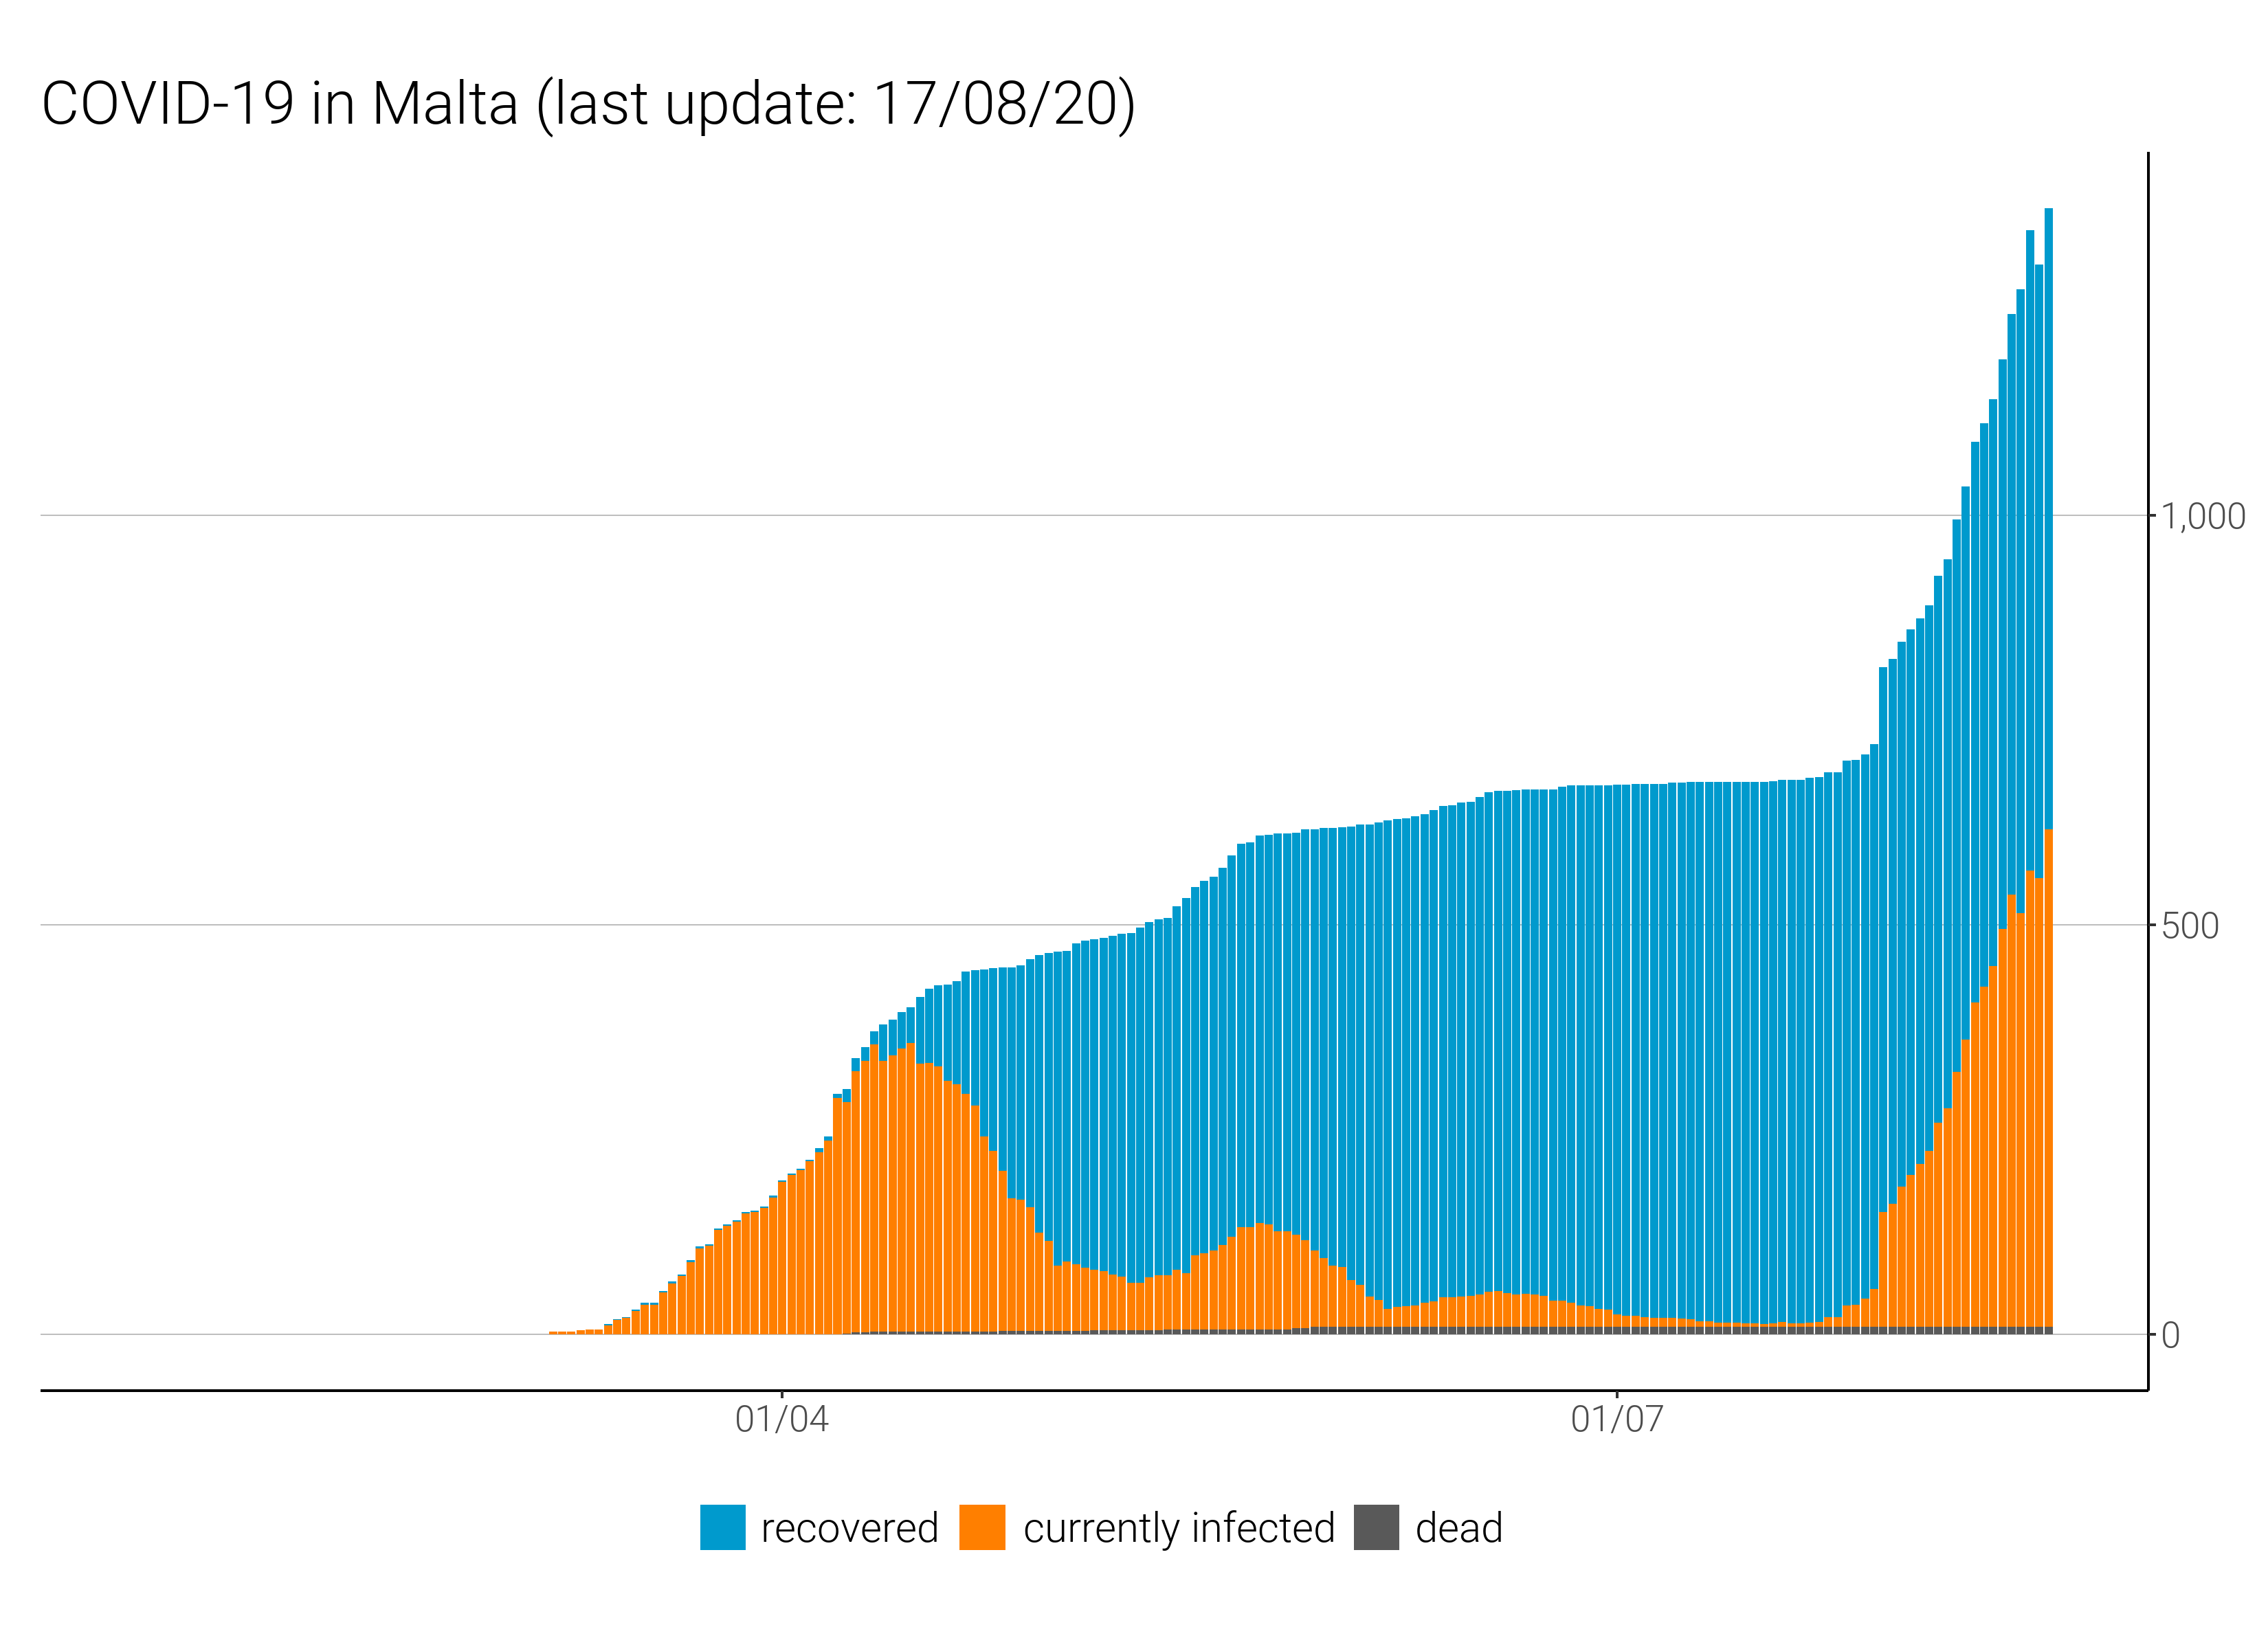 COVID-19 in Malta (last update: 17/08/20)
1,000
500
0
01/04 01/07
recovered currently infected dead